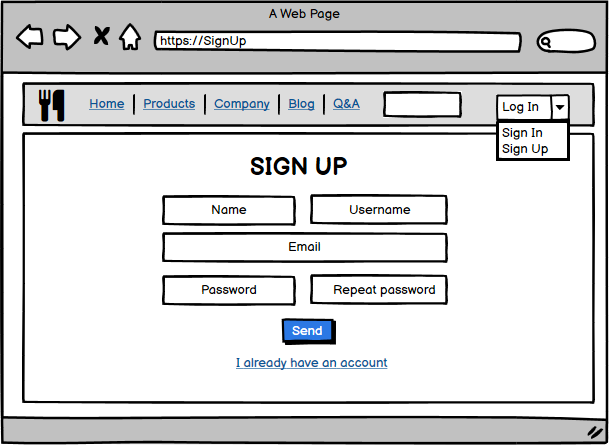 A Web Page
https://SignUp
Home Products Company Blog Q&A Log In
Sign In
Sign Up
SIGN UP
Name Username
Email
Password Repeat password
Send
I already have an account